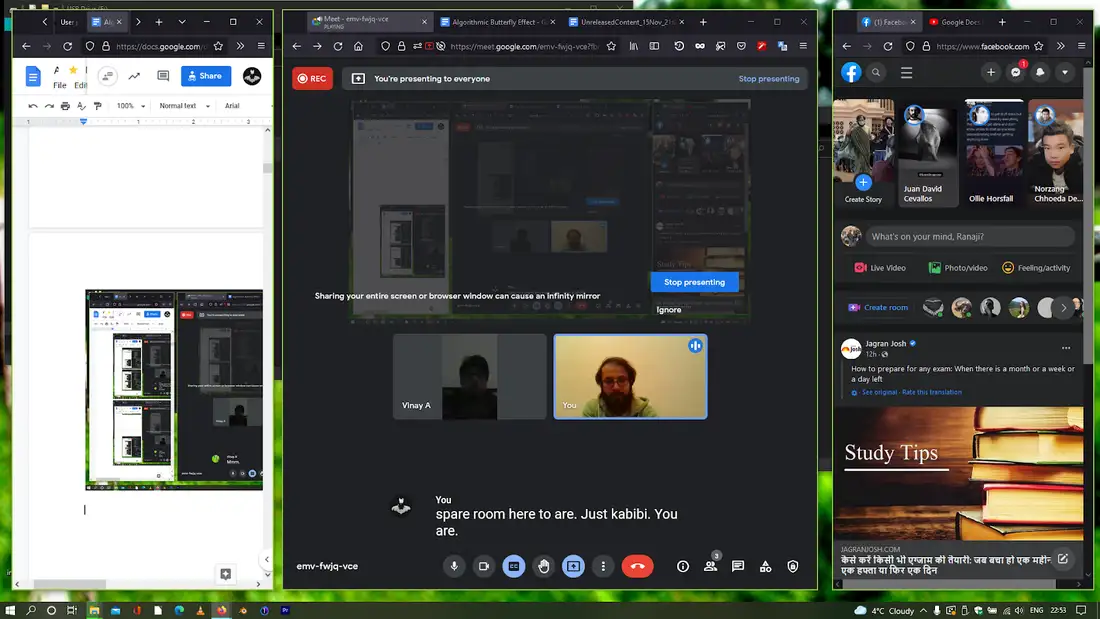 Alg
https://docs.google.com/
File
Edit
Share
100%
Normal text
Arial
Meet - emv-fwjq-vce
PLAYING
Algorithmic Butterfly Effect - G
UnreleasedContent_15Nov_21
https://meet.google.com/emv-fwjq-vce?
REC
You're presenting to everyone
Stop presenting
Sharing your entire screen or browser window can cause an infinity mirror
Stop presenting
Ignore
Vinay A
You
You
spare room here to are. Just kabibi. You
are.
emv-fwjq-vce
3
(1) Faceboo
Google Docs
https://www.facebook.com
1
Create Story
Juan David
Cevallos
Ollie Horsfall
Norzang
Chhoeda De...
What's on your mind, Ranaji?
Live Video
Photo/video
Feeling/activity
Create room
Jagran Josh
12h
How to prepare for any exam: When there is a month or a week or
a day left
See original · Rate this translation
Study Tips
JAGRANJOSH.COM
कैसे करें किसी भी एग्जाम की तैयारी: जब बचा हो एक महीन
एक हफ्ता या फिर एक दिन
4°C Cloudy
ENG
22:53